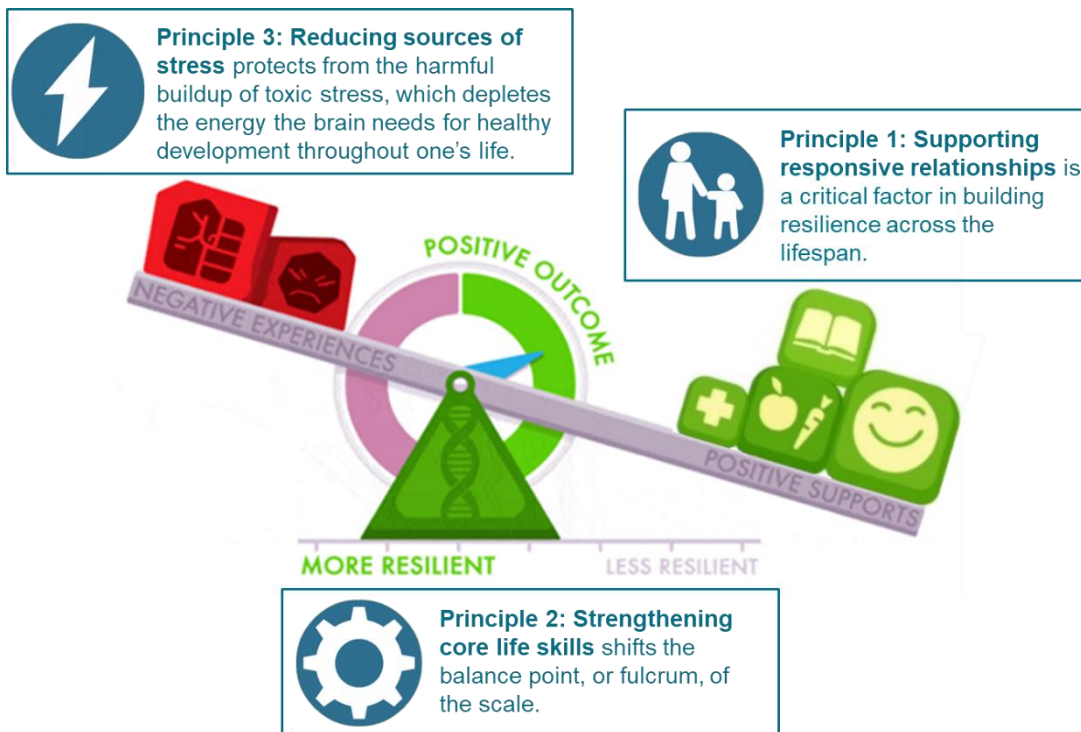 Principle 3: Reducing sources of
stress protects from the harmful
buildup of toxic stress, which depletes
the energy the brain needs for healthy
development throughout one’s life.
Principle 1: Supporting
responsive relationships is
a critical factor in building
resilience across the
lifespan.
POSITIVE OUTCOME
NEGATIVE EXPERIENCES
POSITIVE SUPPORTS
MORE RESILIENT
LESS RESILIENT
Principle 2: Strengthening
core life skills shifts the
balance point, or fulcrum, of
the scale.